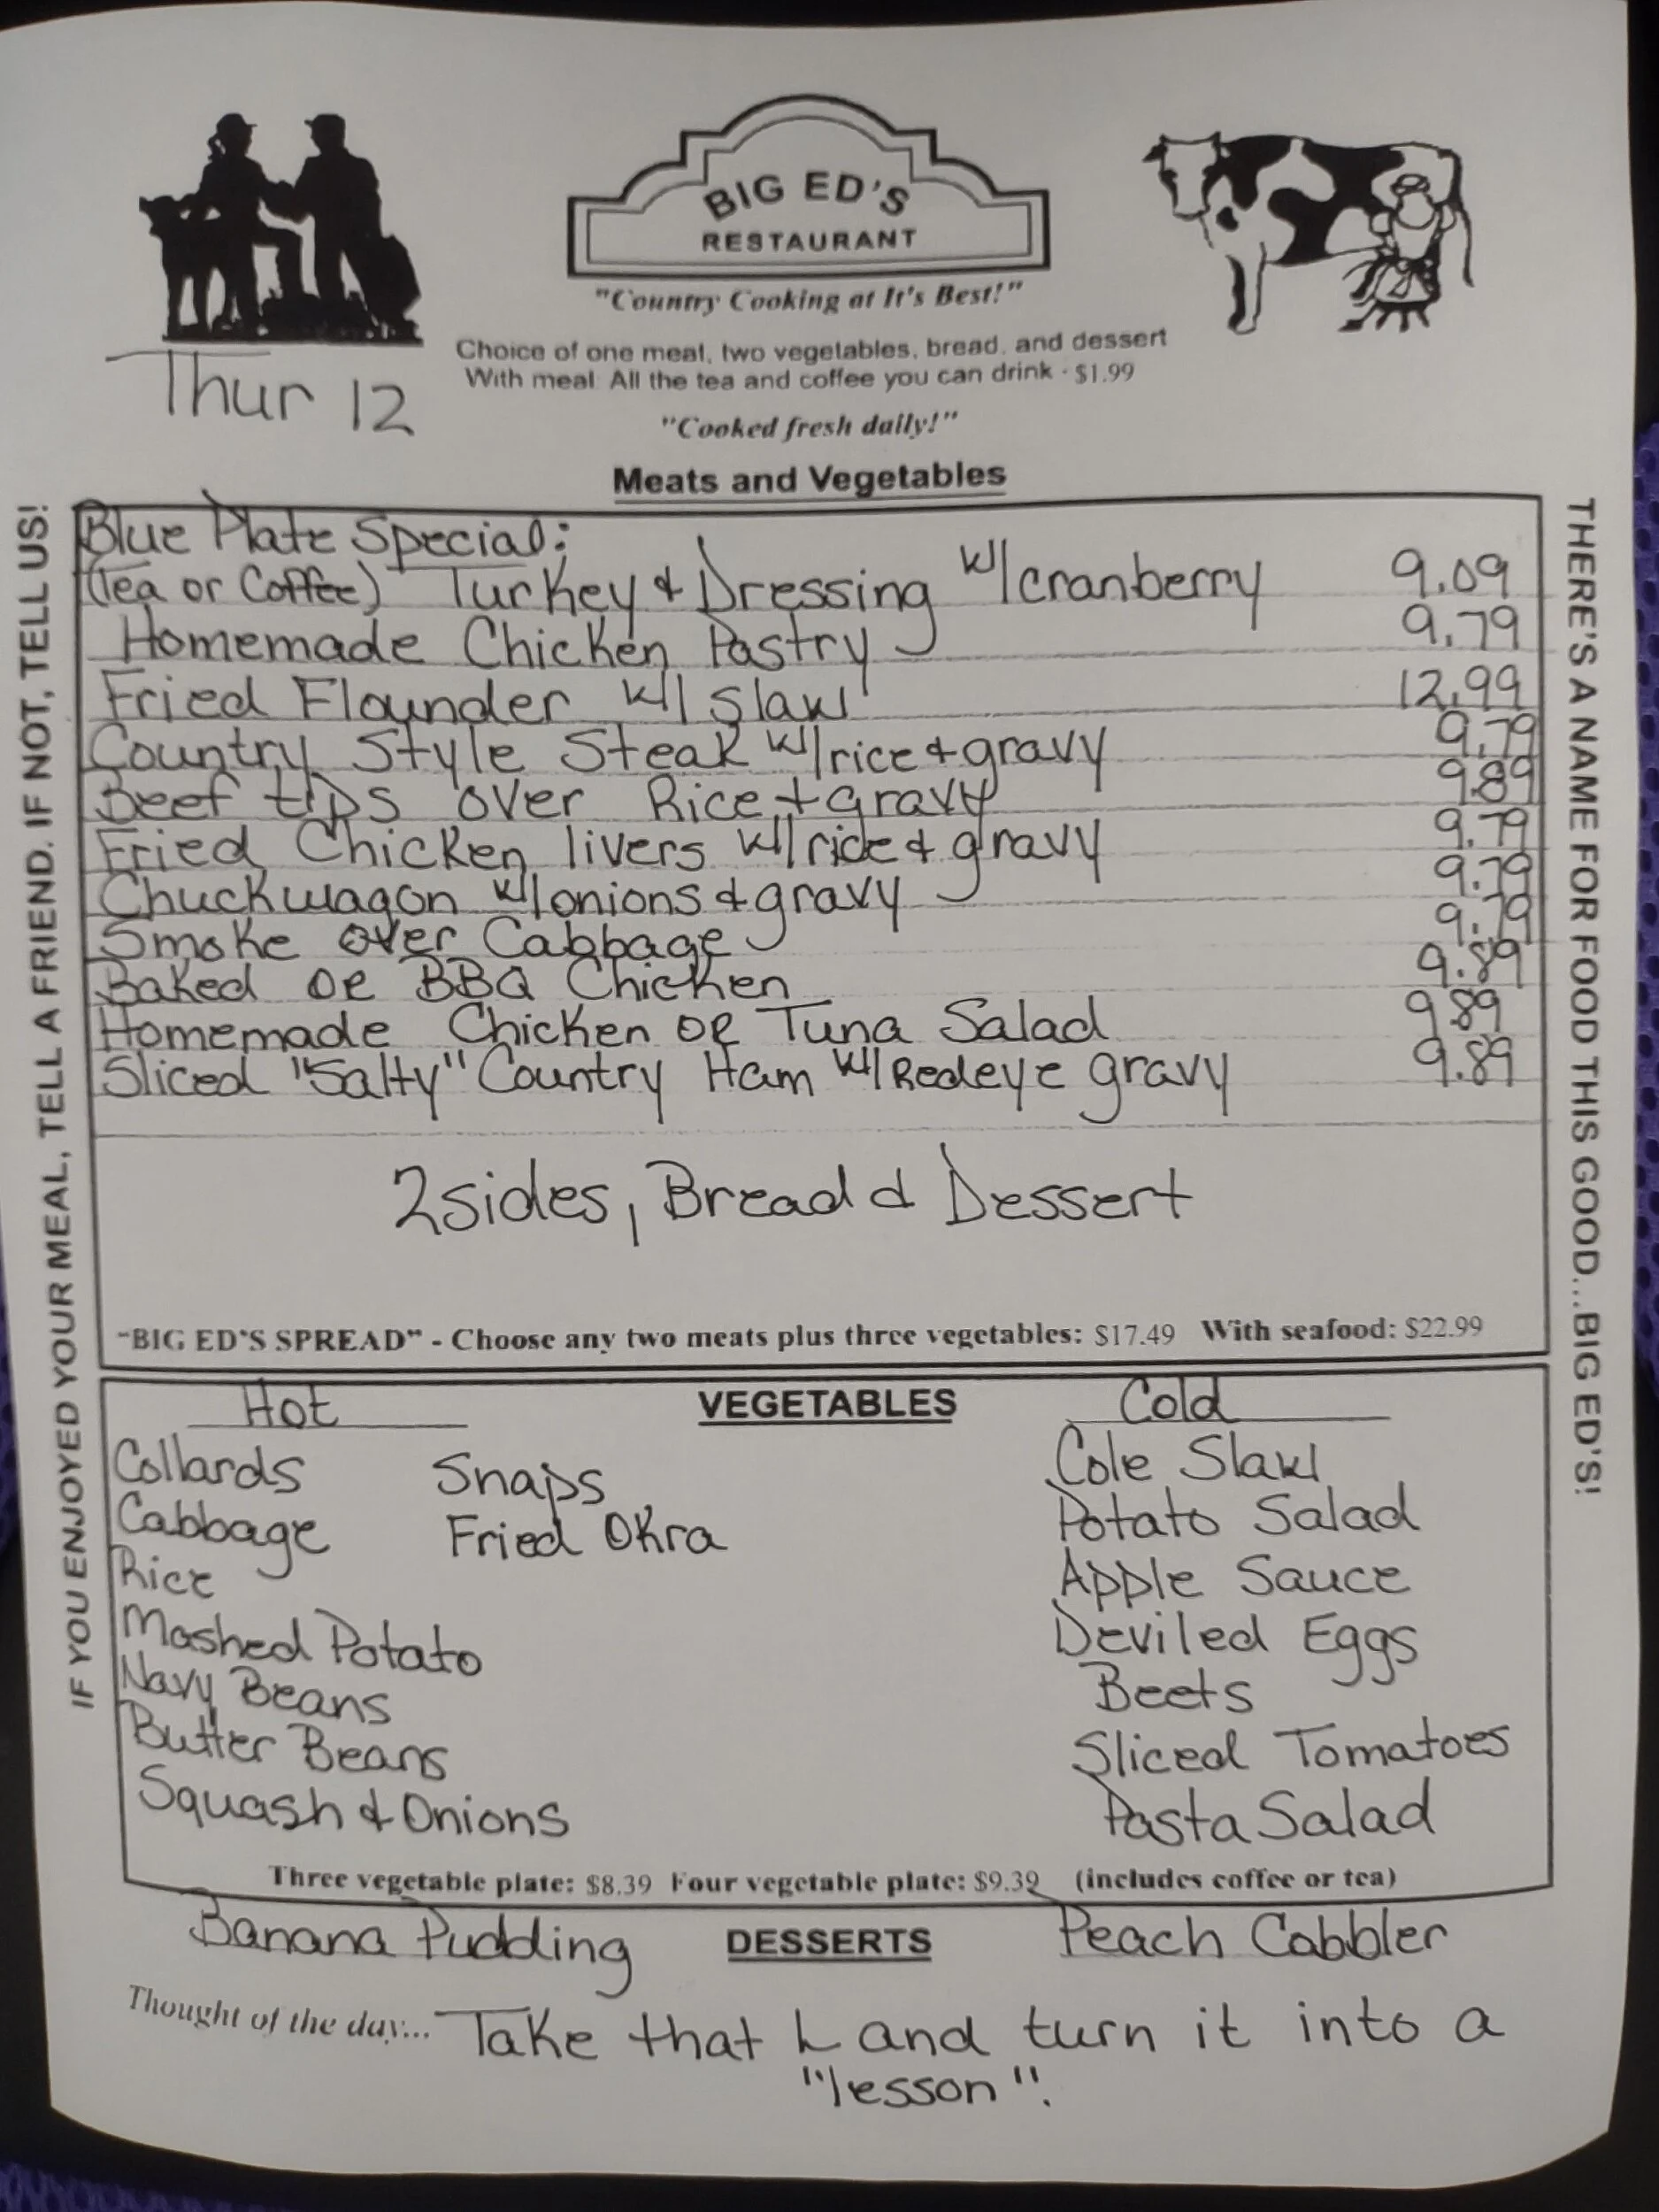 BIG ED'S
RESTAURANT
"Country Cooking at It's Best!"
Choice of one meat, two vegetables, bread, and dessert
With meal: All the tea and coffee you can drink - $1.99
Thur 12
"Cooked fresh daily!"
Meats and Vegetables
Blue Plate Special:
(Tea or Coffee) Turkey & Dressing w/cranberry 9.09
Homemade Chicken Pastry 9.79
Fried Flounder w/ slaw 12.99
Country Style Steak w/rice & gravy 9.79
Beef tips over Rice & gravy 9.89
Fried Chicken livers w/rice & gravy 9.79
Chuckwagon w/onions & gravy 9.79
Smoke over Cabbage 9.79
Baked OR BBQ Chicken 9.89
Homemade Chicken OR Tuna Salad 9.89
Sliced "Salty" Country Ham w/Redeye gravy 9.89
2 sides, Bread & Dessert
"BIG ED'S SPREAD" - Choose any two meats plus three vegetables: $17.49 With seafood: $22.99
Hot VEGETABLES Cold
Collards Snaps Cole Slaw
Cabbage Fried Okra Potato Salad
Rice Apple Sauce
Mashed Potato Deviled Eggs
Navy Beans Beets
Butter Beans Sliced Tomatoes
Squash & Onions Pasta Salad
Three vegetable plate: $8.39 Four vegetable plate: $9.39 (includes coffee or tea)
Banana Pudding DESSERTS Peach Cobbler
Thought of the day... Take that L and turn it into a
"lesson".
IF YOU ENJOYED YOUR MEAL, TELL A FRIEND. IF NOT, TELL US!
THERE'S A NAME FOR FOOD THIS GOOD...BIG ED'S!